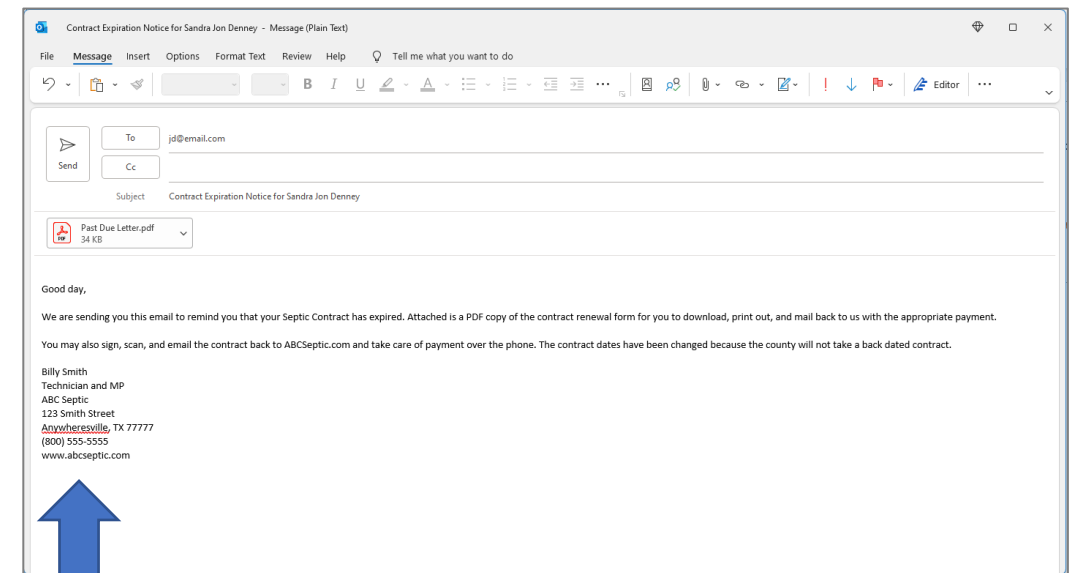 Contract Expiration Notice for Sandra Jon Denney - Message (Plain Text)
File Message Insert Options Format Text Review Help Tell me what you want to do
B I U A Editor
Send
To jd@email.com
Cc
Subject Contract Expiration Notice for Sandra Jon Denney
PDF
Past Due Letter.pdf
34 KB
Good day,
We are sending you this email to remind you that your Septic Contract has expired. Attached is a PDF copy of the contract renewal form for you to download, print out, and mail back to us with the appropriate payment.
You may also sign, scan, and email the contract back to ABCSeptic.com and take care of payment over the phone. The contract dates have been changed because the county will not take a back dated contract.
Billy Smith
Technician and MP
ABC Septic
123 Smith Street
Anywheresville, TX 77777
(800) 555-5555
www.abcseptic.com